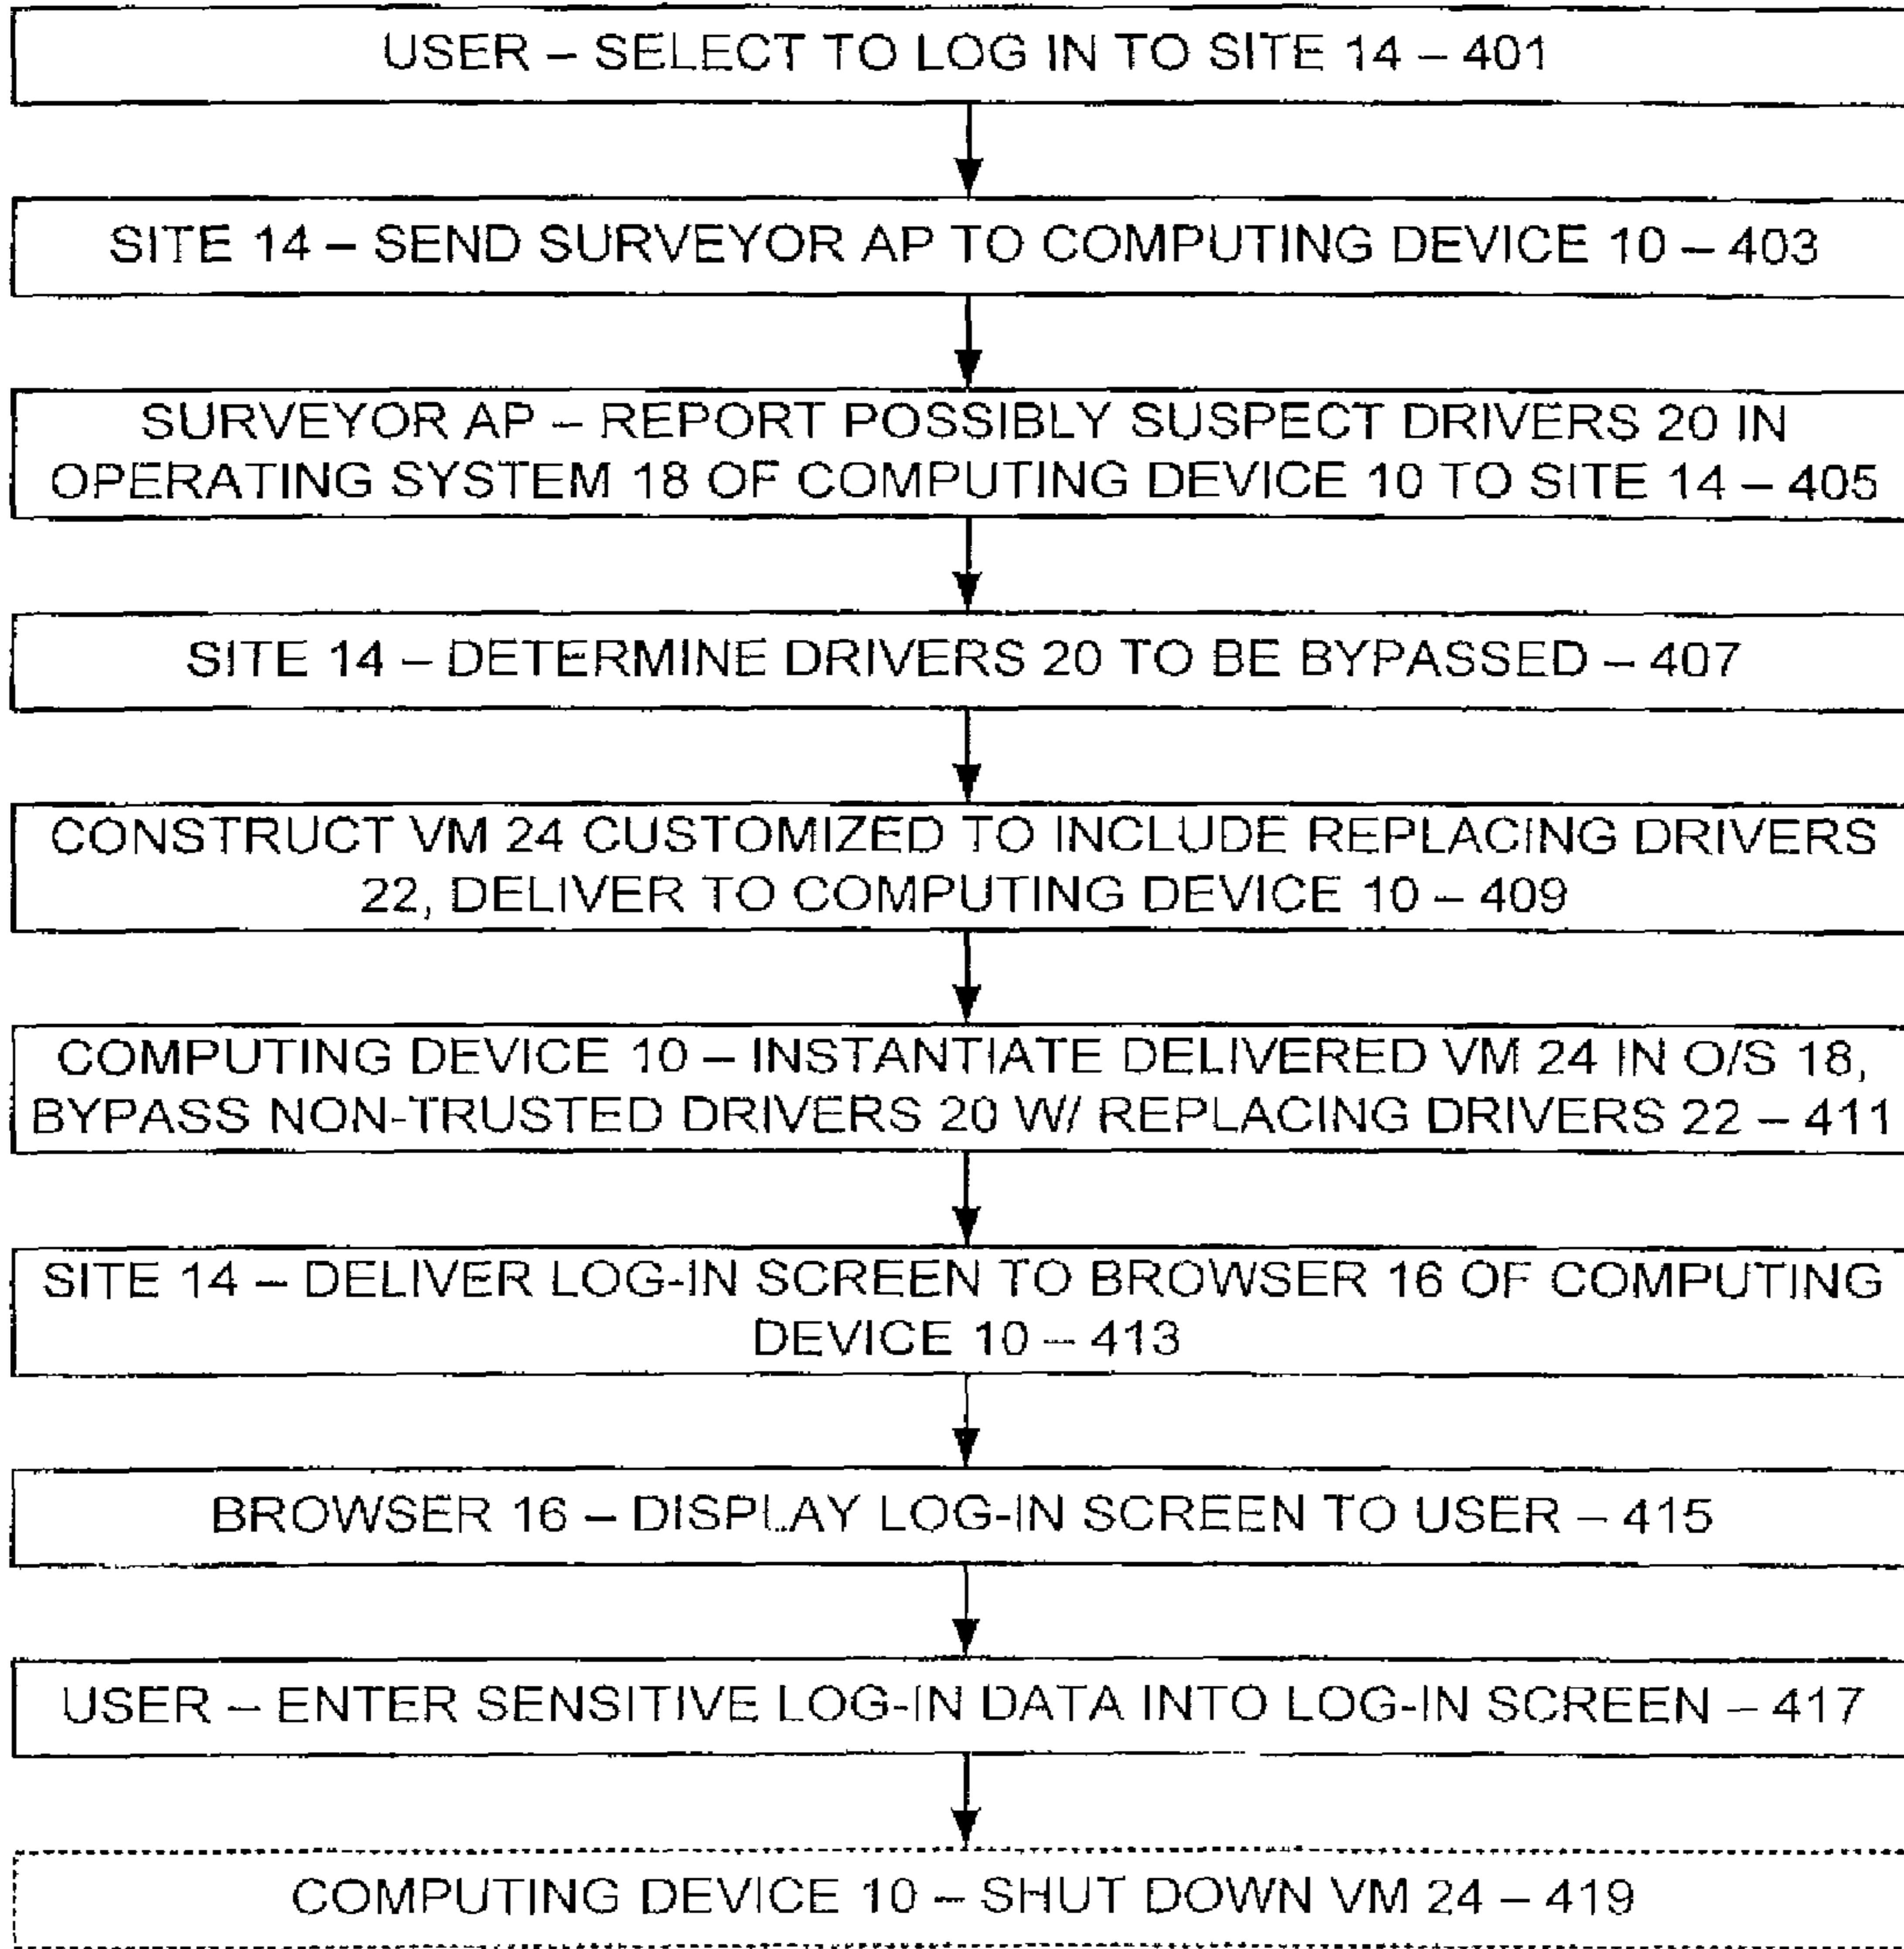 USER – SELECT TO LOG IN TO SITE 14 – 401
SITE 14 – SEND SURVEYOR AP TO COMPUTING DEVICE 10 – 403
SURVEYOR AP – REPORT POSSIBLY SUSPECT DRIVERS 20 IN
OPERATING SYSTEM 18 OF COMPUTING DEVICE 10 TO SITE 14 – 405
SITE 14 – DETERMINE DRIVERS 20 TO BE BYPASSED – 407
CONSTRUCT VM 24 CUSTOMIZED TO INCLUDE REPLACING DRIVERS
22, DELIVER TO COMPUTING DEVICE 10 – 409
COMPUTING DEVICE 10 – INSTANTIATE DELIVERED VM 24 IN O/S 18,
BYPASS NON-TRUSTED DRIVERS 20 W/ REPLACING DRIVERS 22 – 411
SITE 14 – DELIVER LOG-IN SCREEN TO BROWSER 16 OF COMPUTING
DEVICE 10 – 413
BROWSER 16 – DISPLAY LOG-IN SCREEN TO USER – 415
USER – ENTER SENSITIVE LOG-IN DATA INTO LOG-IN SCREEN – 417
COMPUTING DEVICE 10 – SHUT DOWN VM 24 – 419